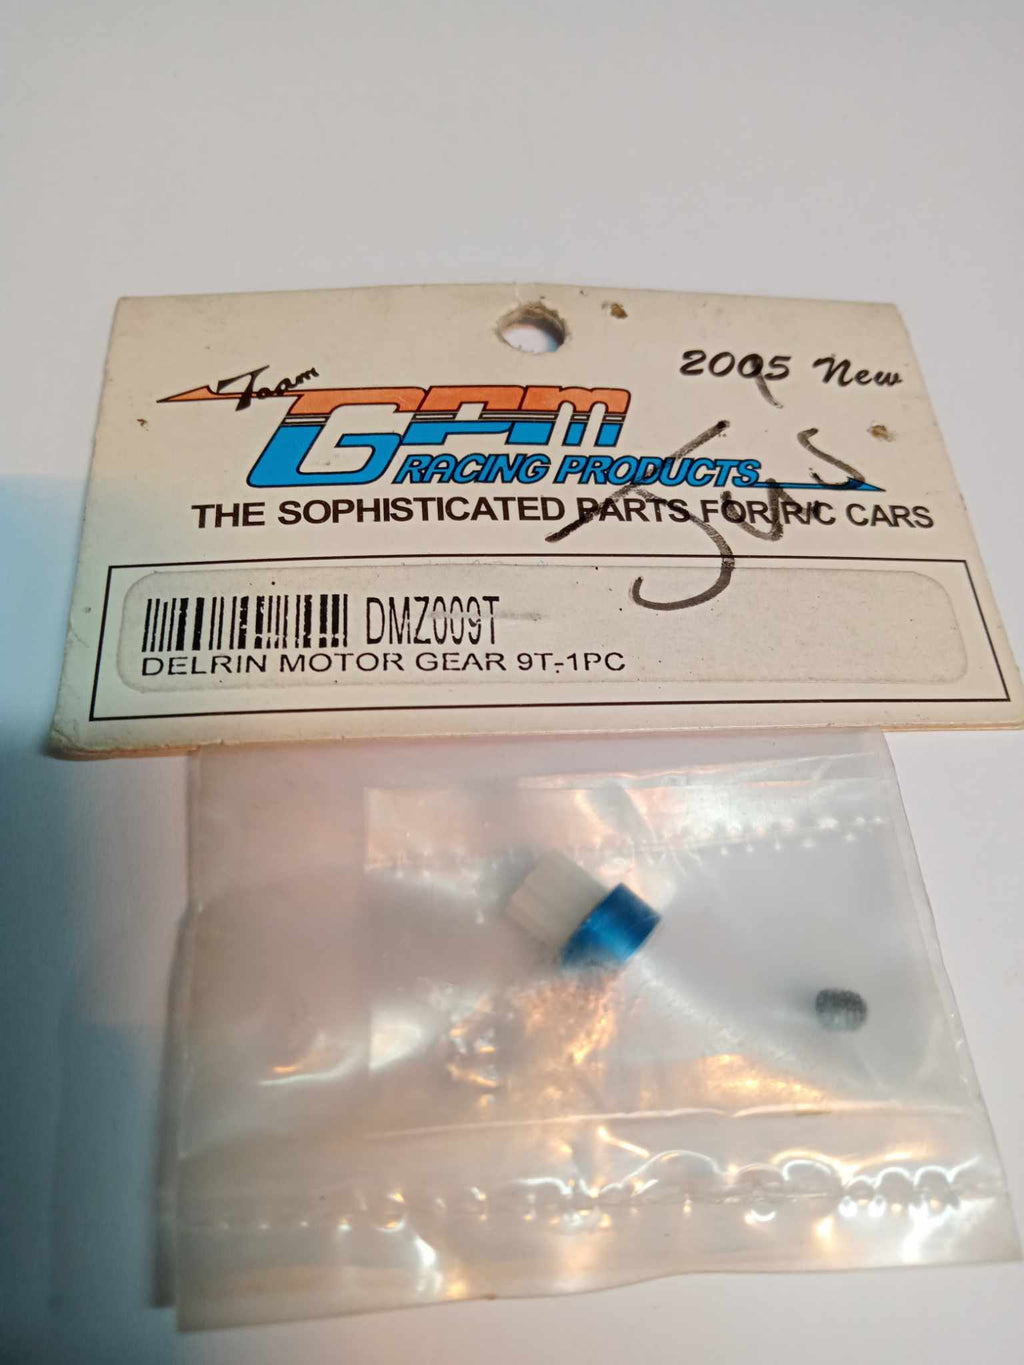 2005 New
Team
GPM
RACING PRODUCTS
THE SOPHISTICATED PARTS FOR R/C CARS
DMZ009T
DELRIN MOTOR GEAR 9T-1PC